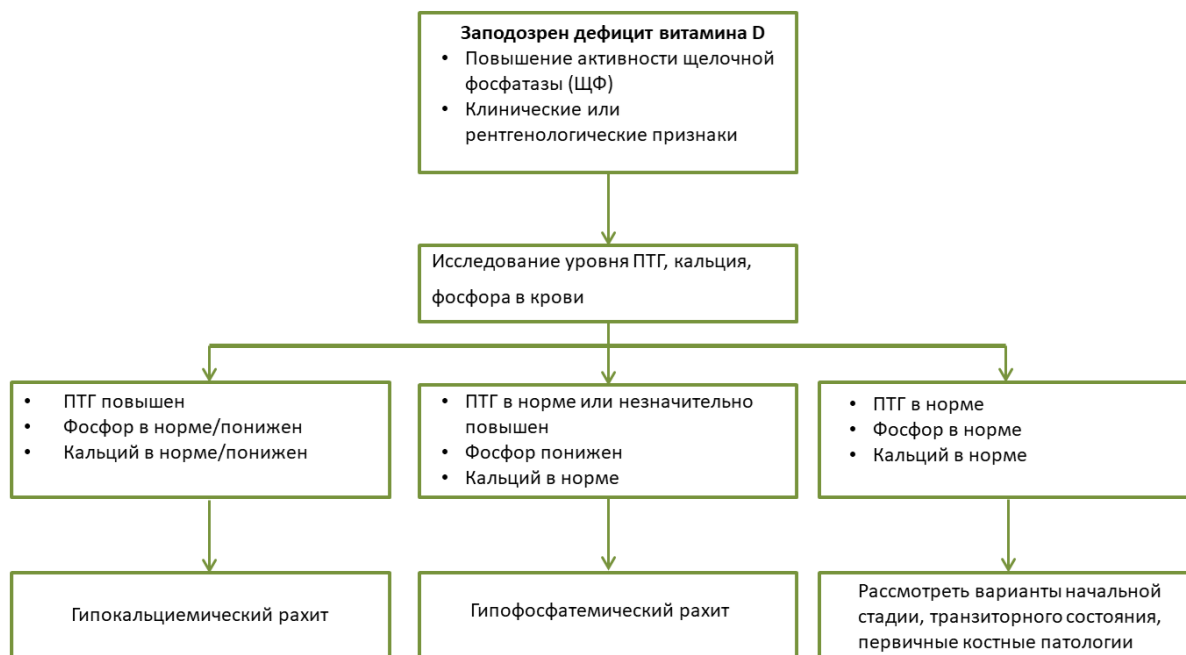 Заподозрен дефицит витамина D
• Повышение активности щелочной
фосфатазы (ЩФ)
• Клинические или
рентгенологические признаки
Исследование уровня ПТГ, кальция,
фосфора в крови
• ПТГ повышен
• Фосфор в норме/понижен
• Кальций в норме/понижен
• ПТГ в норме или незначительно
повышен
• Фосфор понижен
• Кальций в норме
• ПТГ в норме
• Фосфор в норме
• Кальций в норме
Гипокальциемический рахит
Гипофосфатемический рахит
Рассмотреть варианты начальной
стадии, транзиторного состояния,
первичные костные патологии